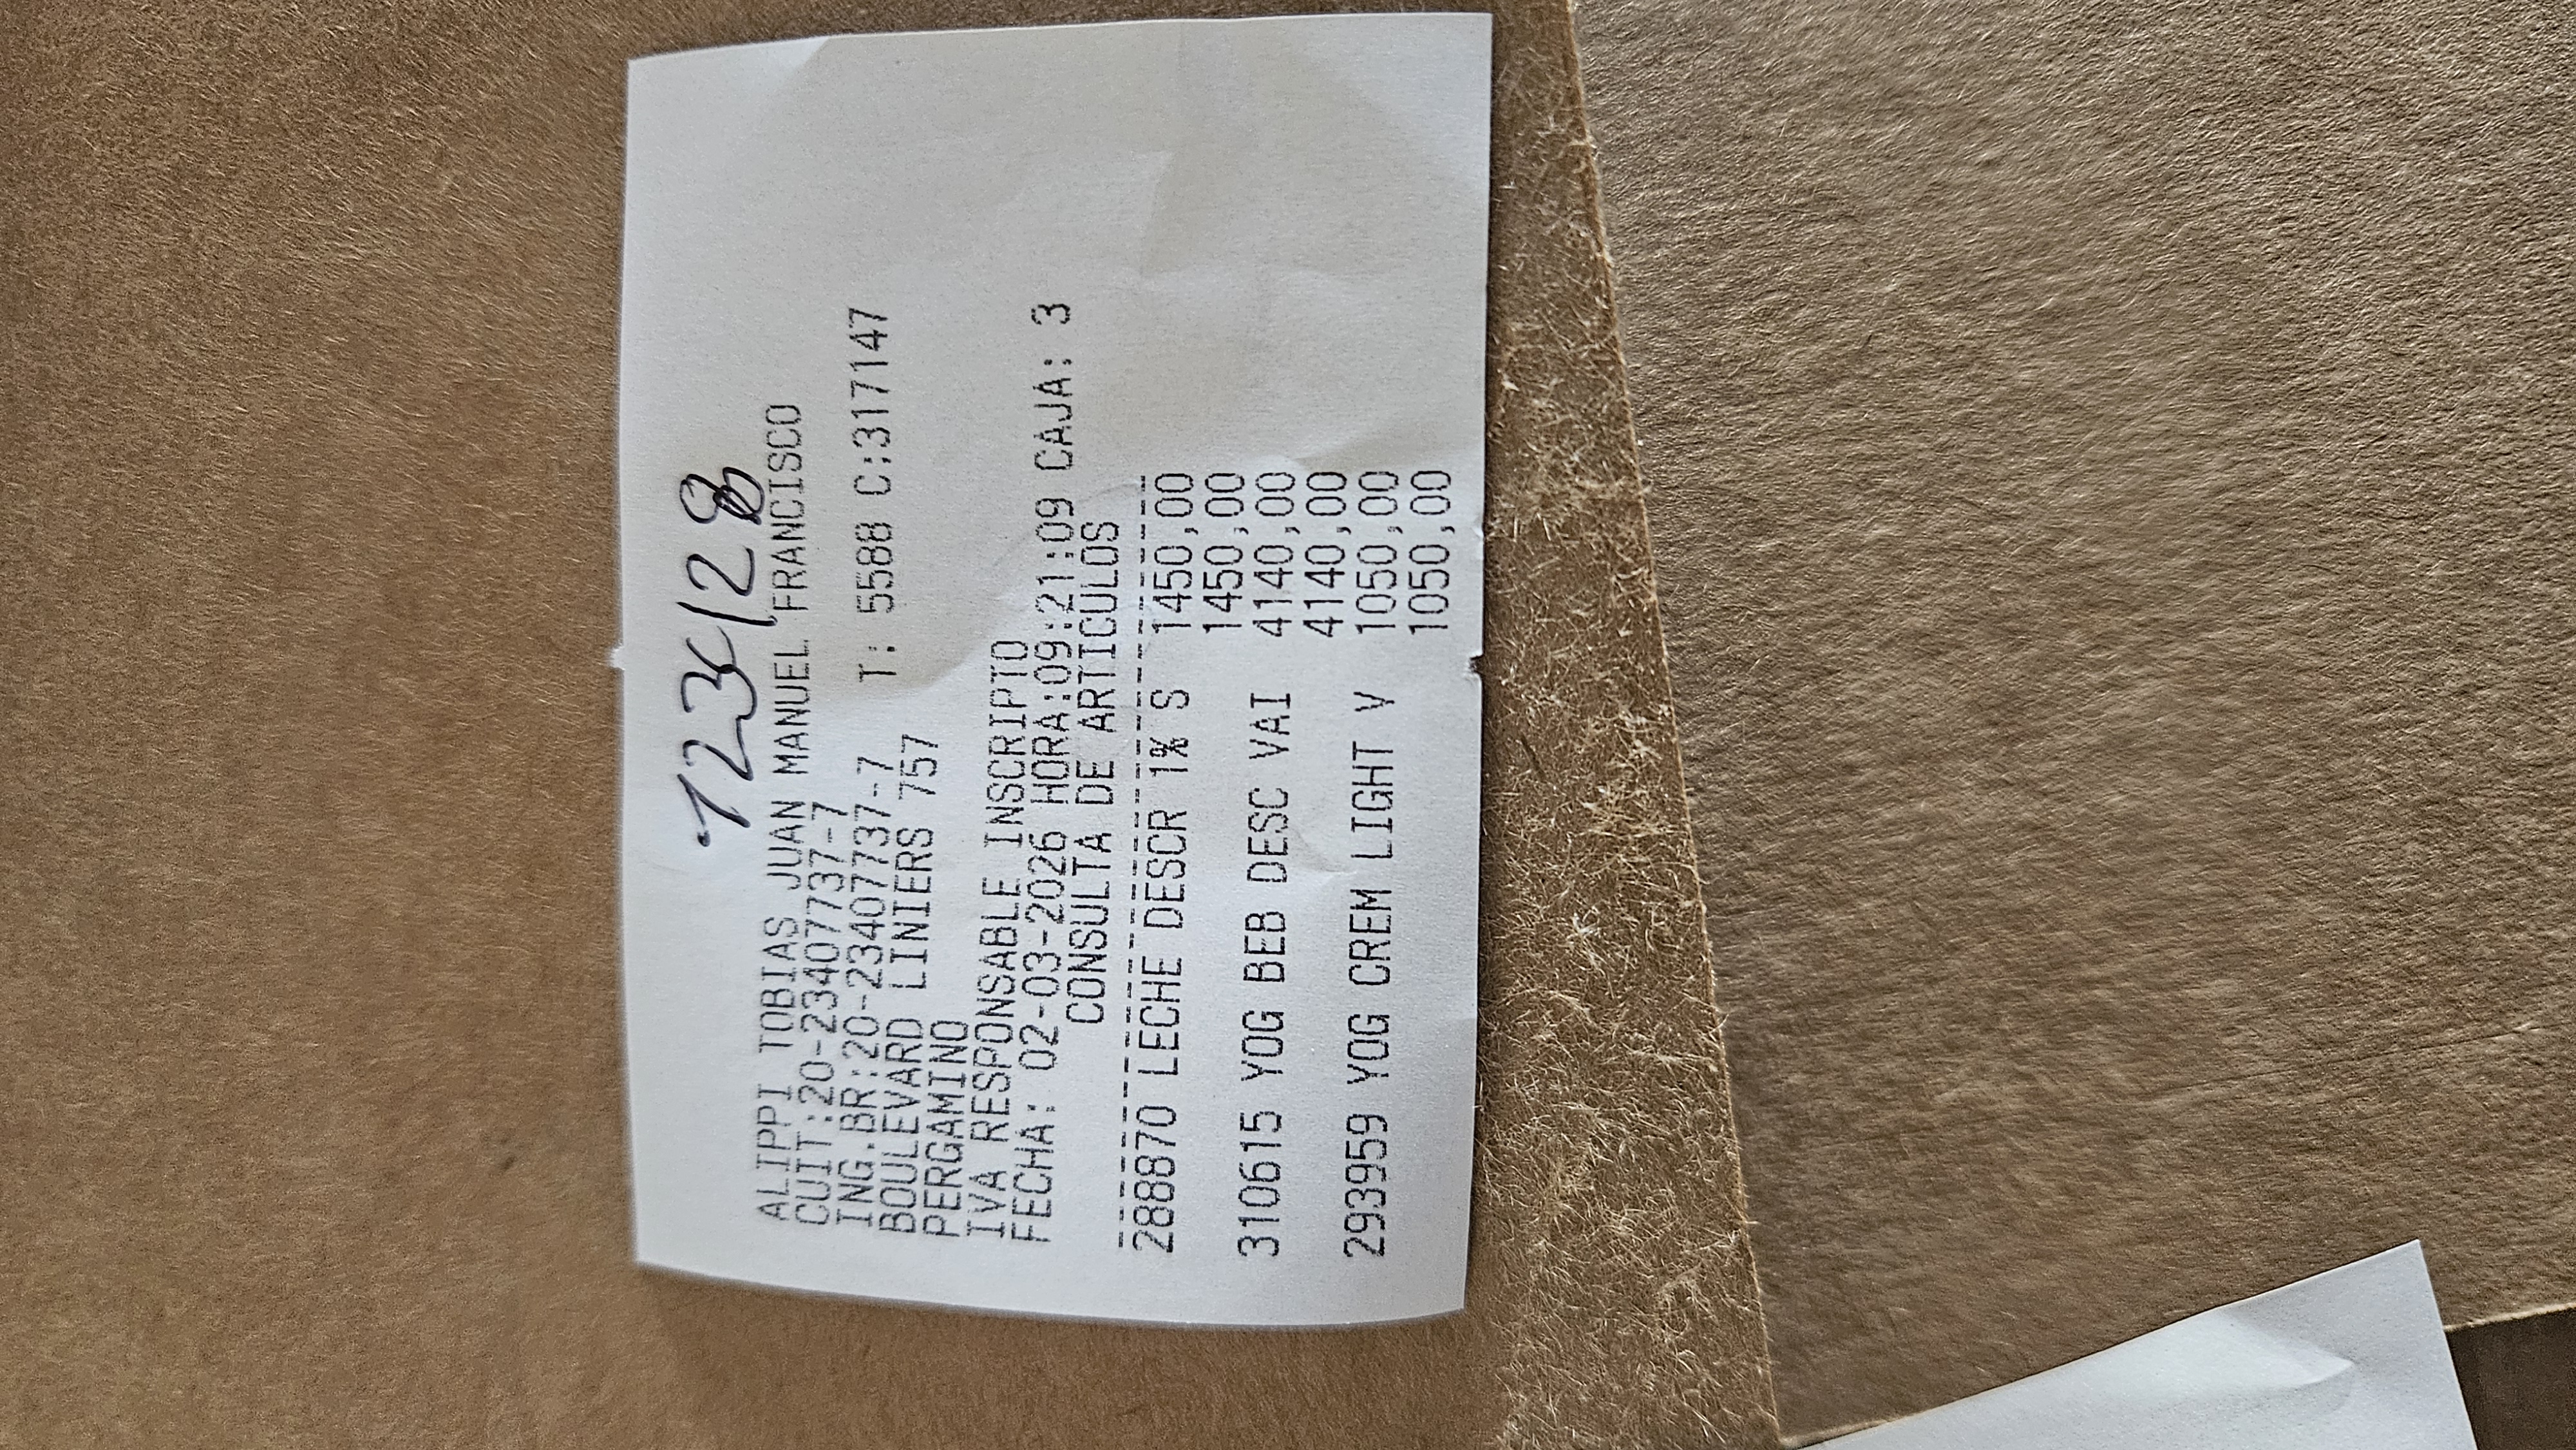 ALIPPI TOBIAS JUAN MANUEL FRANCISCO
CUIT:20-23407737-7
ING.BR:20-23407737-7 T: 5588 C:317147
BOULEVARD LINIERS 757
PERGAMINO
IVA RESPONSABLE INSCRIPTO
FECHA: 02-03-2026 HORA:09:21:09 CAJA: 3
CONSULTA DE ARTICULOS
288870 LECHE DESCR 1% S 1450,00
1450,00
310615 YOG BEB DESC VAI 4140,00
4140,00
293959 YOG CREM LIGHT V 1050,00
1050,00